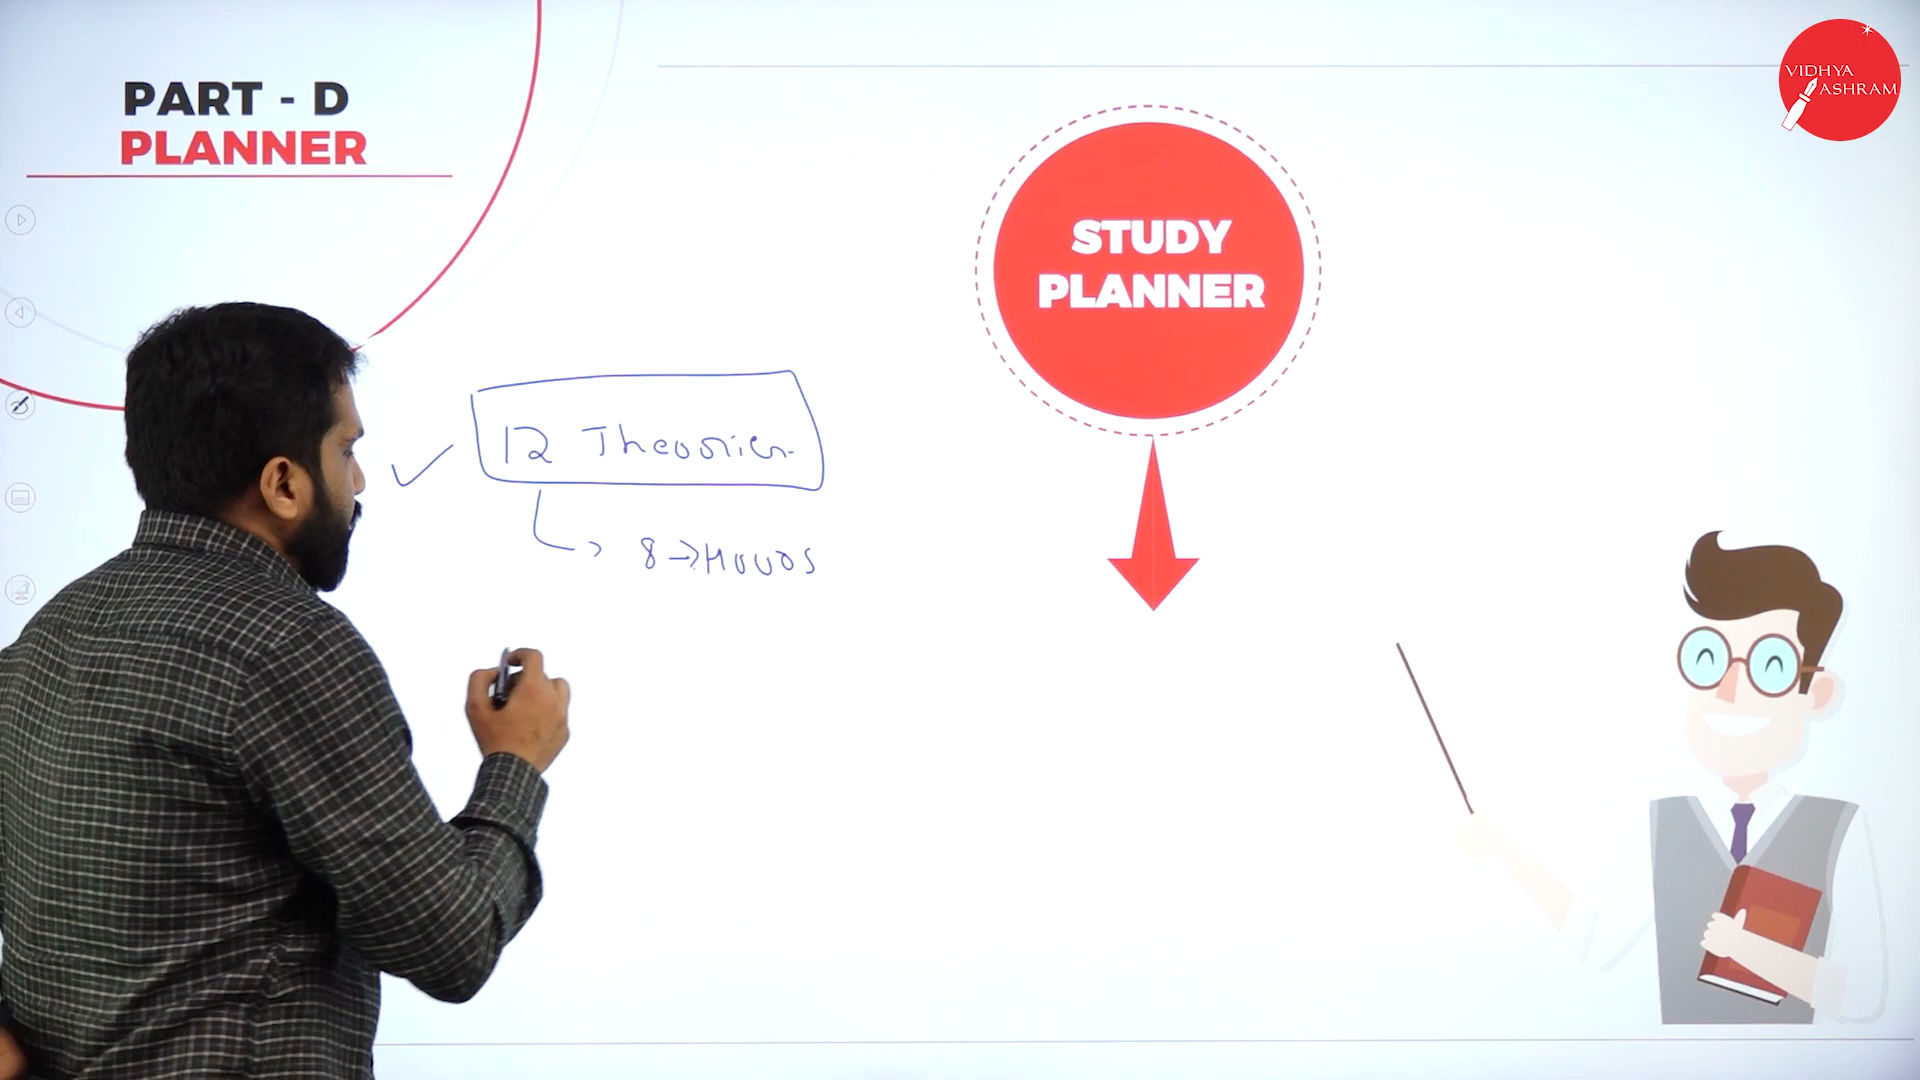 PART - D
PLANNER
VIDHYA
ASHRAM
STUDY
PLANNER
12 Theories
8 → Hours